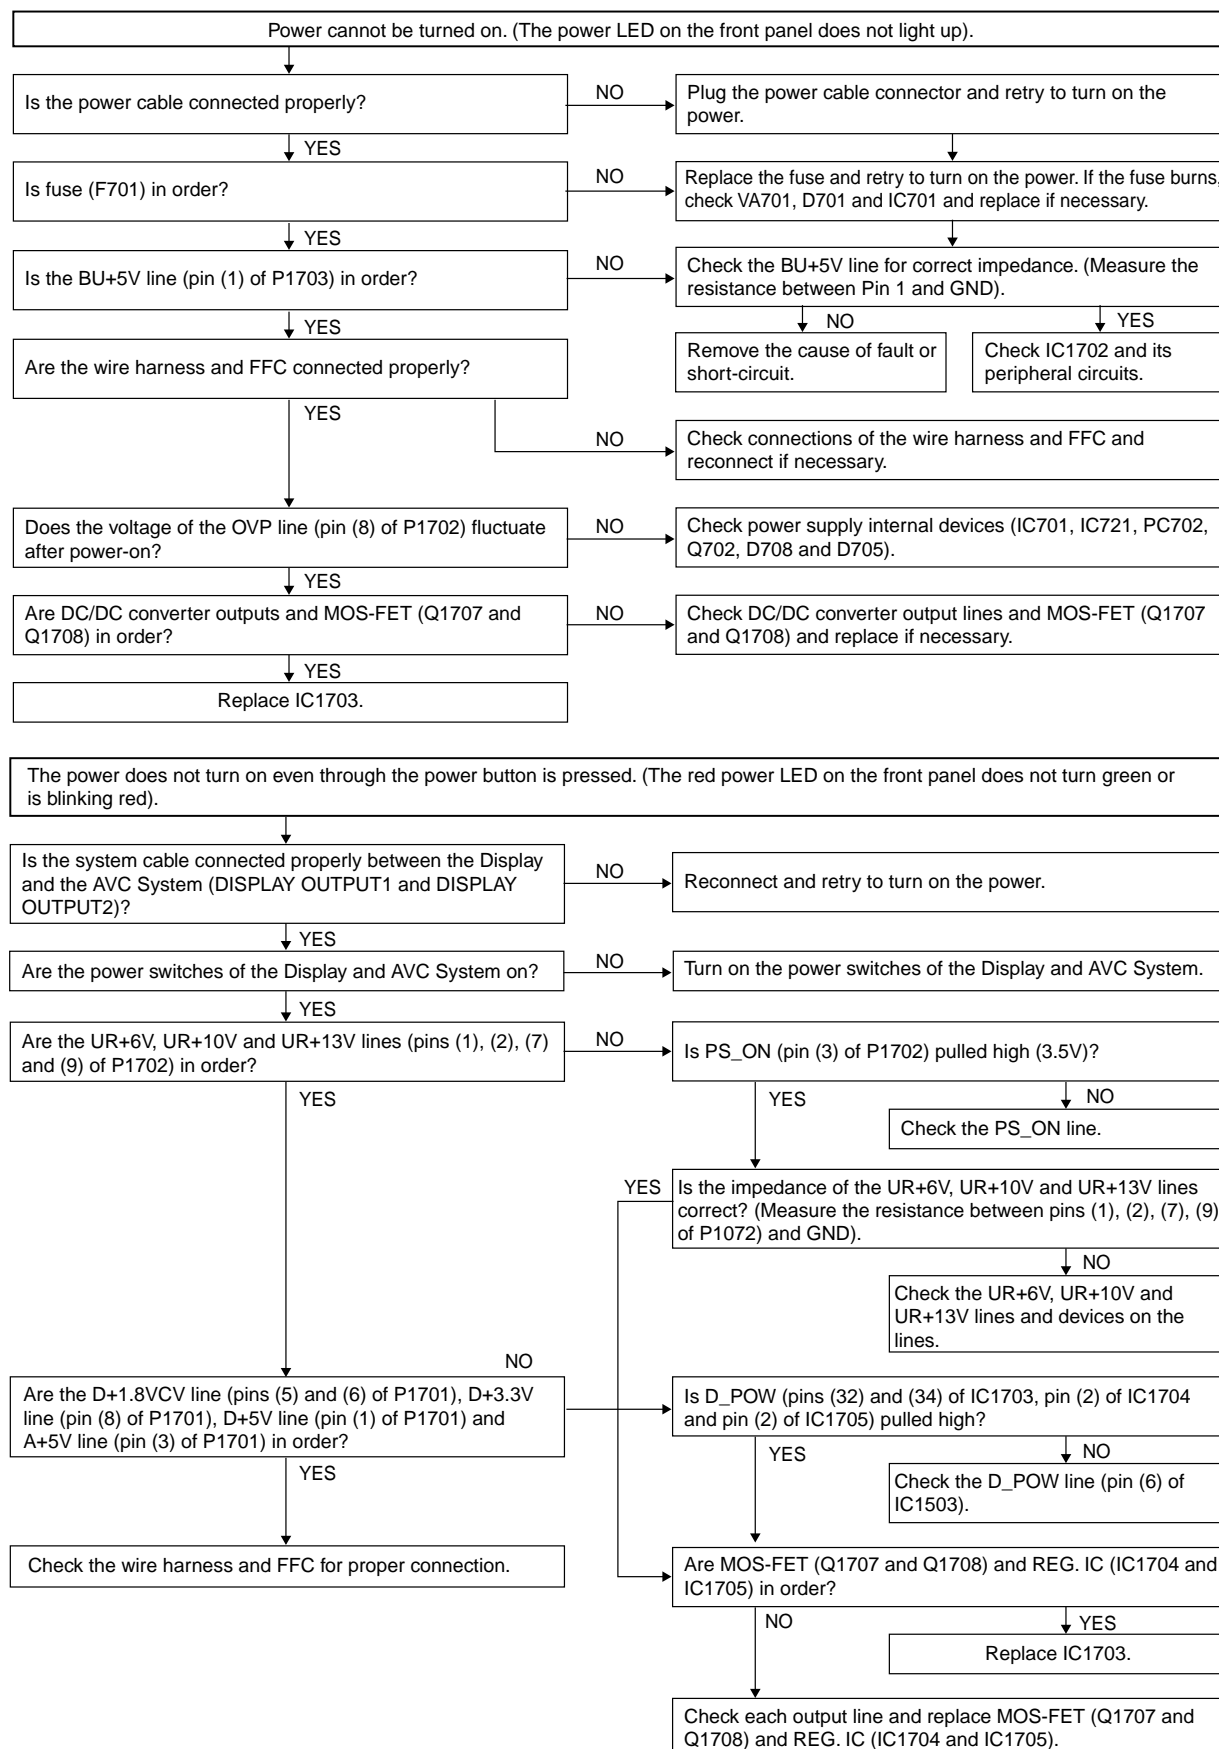 Power cannot be turned on. (The power LED on the front panel does not light up).
Is the power cable connected properly?
NO
Plug the power cable connector and retry to turn on the
power.
YES
Is fuse (F701) in order?
NO
Replace the fuse and retry to turn on the power. If the fuse burns,
check VA701, D701 and IC701 and replace if necessary.
YES
Is the BU+5V line (pin (1) of P1703) in order?
NO
Check the BU+5V line for correct impedance. (Measure the
resistance between Pin 1 and GND).
YES
NO
YES
Remove the cause of fault or
short-circuit.
Check IC1702 and its
peripheral circuits.
Are the wire harness and FFC connected properly?
YES
NO
Check connections of the wire harness and FFC and
reconnect if necessary.
Does the voltage of the OVP line (pin (8) of P1702) fluctuate
after power-on?
NO
Check power supply internal devices (IC701, IC721, PC702,
Q702, D708 and D705).
YES
Are DC/DC converter outputs and MOS-FET (Q1707 and
Q1708) in order?
NO
Check DC/DC converter output lines and MOS-FET (Q1707
and Q1708) and replace if necessary.
YES
Replace IC1703.
The power does not turn on even through the power button is pressed. (The red power LED on the front panel does not turn green or
is blinking red).
Is the system cable connected properly between the Display
and the AVC System (DISPLAY OUTPUT1 and DISPLAY
OUTPUT2)?
NO
Reconnect and retry to turn on the power.
YES
Are the power switches of the Display and AVC System on?
NO
Turn on the power switches of the Display and AVC System.
YES
Are the UR+6V, UR+10V and UR+13V lines (pins (1), (2), (7)
and (9) of P1702) in order?
NO
Is PS_ON (pin (3) of P1702) pulled high (3.5V)?
YES
YES
NO
Check the PS_ON line.
YES
Is the impedance of the UR+6V, UR+10V and UR+13V lines
correct? (Measure the resistance between pins (1), (2), (7), (9)
of P1072) and GND).
NO
Check the UR+6V, UR+10V and
UR+13V lines and devices on the
lines.
NO
Are the D+1.8VCV line (pins (5) and (6) of P1701), D+3.3V
line (pin (8) of P1701), D+5V line (pin (1) of P1701) and
A+5V line (pin (3) of P1701) in order?
Is D_POW (pins (32) and (34) of IC1703, pin (2) of IC1704
and pin (2) of IC1705) pulled high?
YES
YES
NO
Check the D_POW line (pin (6) of
IC1503).
Check the wire harness and FFC for proper connection.
Are MOS-FET (Q1707 and Q1708) and REG. IC (IC1704 and
IC1705) in order?
NO
YES
Replace IC1703.
Check each output line and replace MOS-FET (Q1707 and
Q1708) and REG. IC (IC1704 and IC1705).